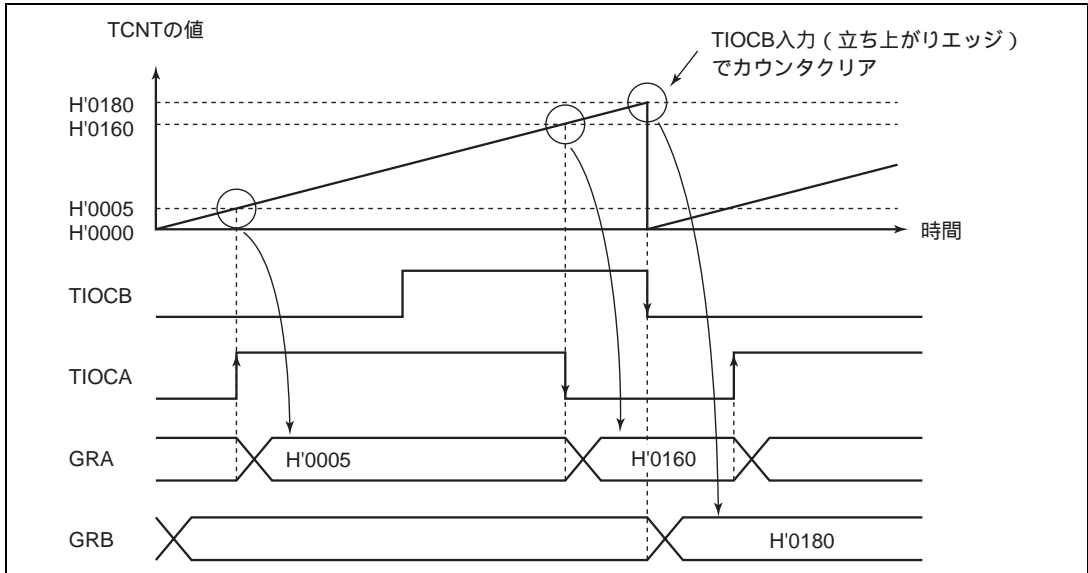 TCNTの値
TIOCB入力（立ち上がりエッジ）
でカウンタクリア
H'0180
H'0160
H'0005
H'0000
時間
TIOCB
TIOCA
GRA
H'0005
H'0160
GRB
H'0180